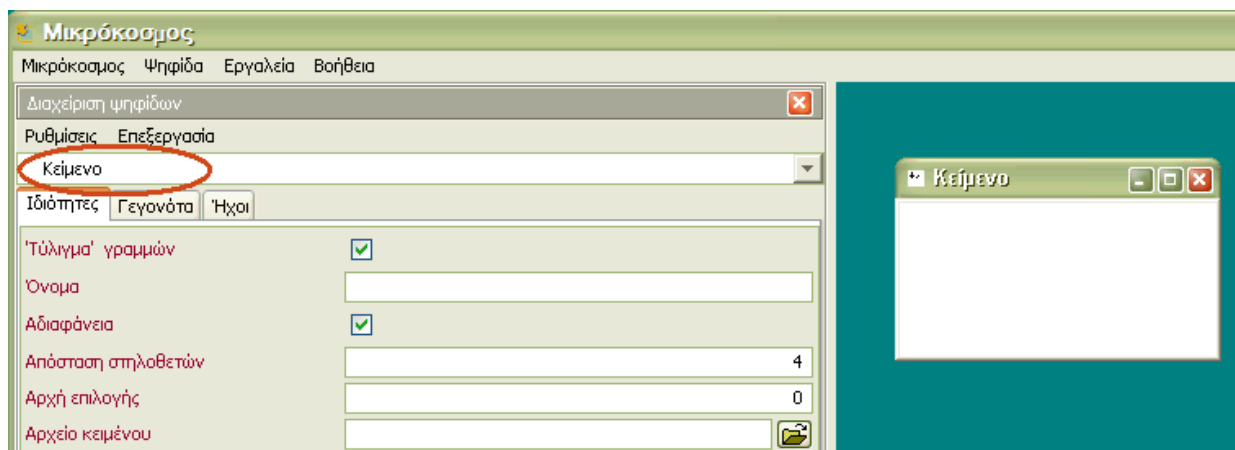 Μικρόκοσμος
Μικρόκοσμος Ψηφίδα Εργαλεία Βοήθεια
Διαχείριση ψηφίδων
Ρυθμίσεις Επεξεργασία
Κείμενο
Κείμενο
Ιδιότητες Γεγονότα Ήχοι
'Τύλιγμα' γραμμών
Όνομα
Αδιαφάνεια
Απόσταση στηλοθετών 4
Αρχή επιλογής 0
Αρχείο κειμένου